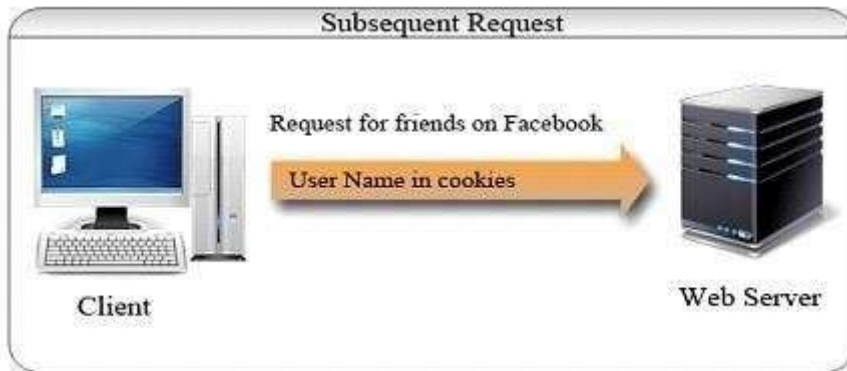 Subsequent Request
Request for friends on Facebook
User Name in cookies
Client
Web Server